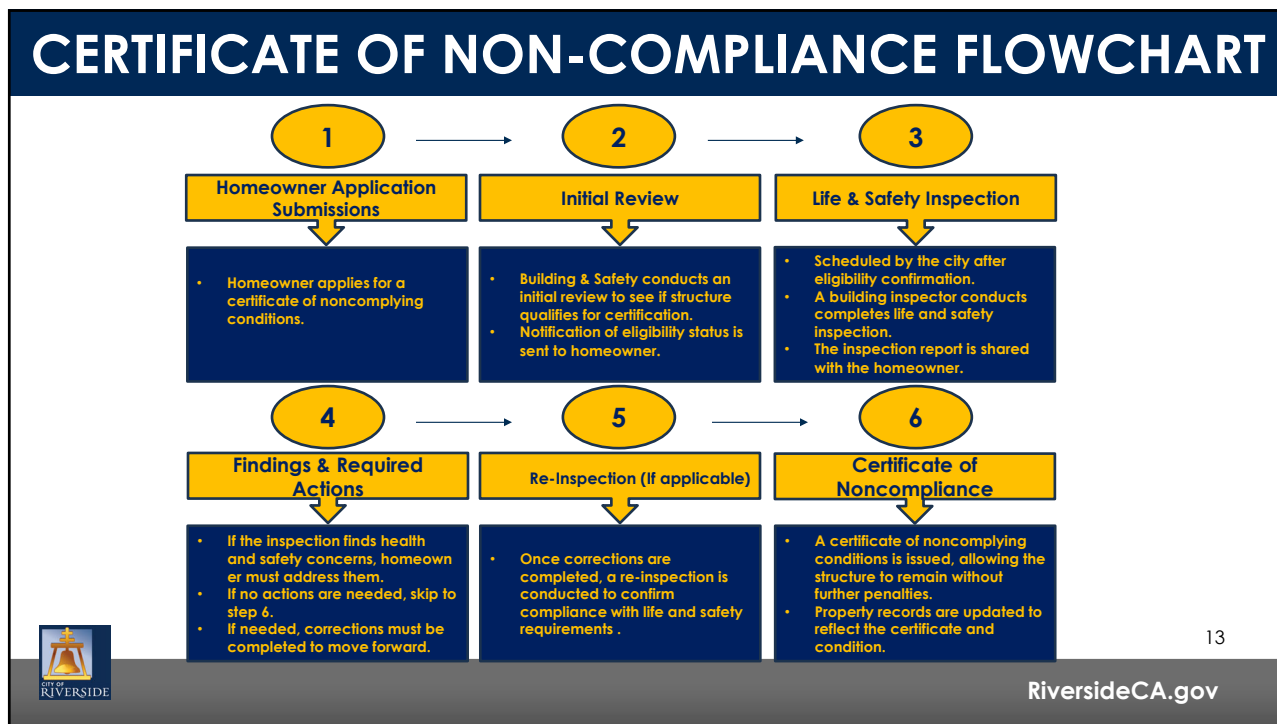 CERTIFICATE OF NON-COMPLIANCE FLOWCHART
1
2
3
Homeowner Application
Submissions
Initial Review
Life & Safety Inspection
• Homeowner applies for a
certificate of noncomplying
conditions.
• Building & Safety conducts an
initial review to see if structure
qualifies for certification.
• Notification of eligibility status is
sent to homeowner.
• Scheduled by the city after
eligibility confirmation.
• A building inspector conducts
completes life and safety
inspection.
• The inspection report is shared
with the homeowner.
4
5
6
Findings & Required
Actions
Re-Inspection (If applicable)
Certificate of
Noncompliance
• If the inspection finds health
and safety concerns, homeown
er must address them.
• If no actions are needed, skip to
step 6.
• If needed, corrections must be
completed to move forward.
• Once corrections are
completed, a re-inspection is
conducted to confirm
compliance with life and safety
requirements .
• A certificate of noncomplying
conditions is issued, allowing the
structure to remain without
further penalties.
• Property records are updated to
reflect the certificate and
condition.
13
CITY OF
RIVERSIDE
RiversideCA.gov